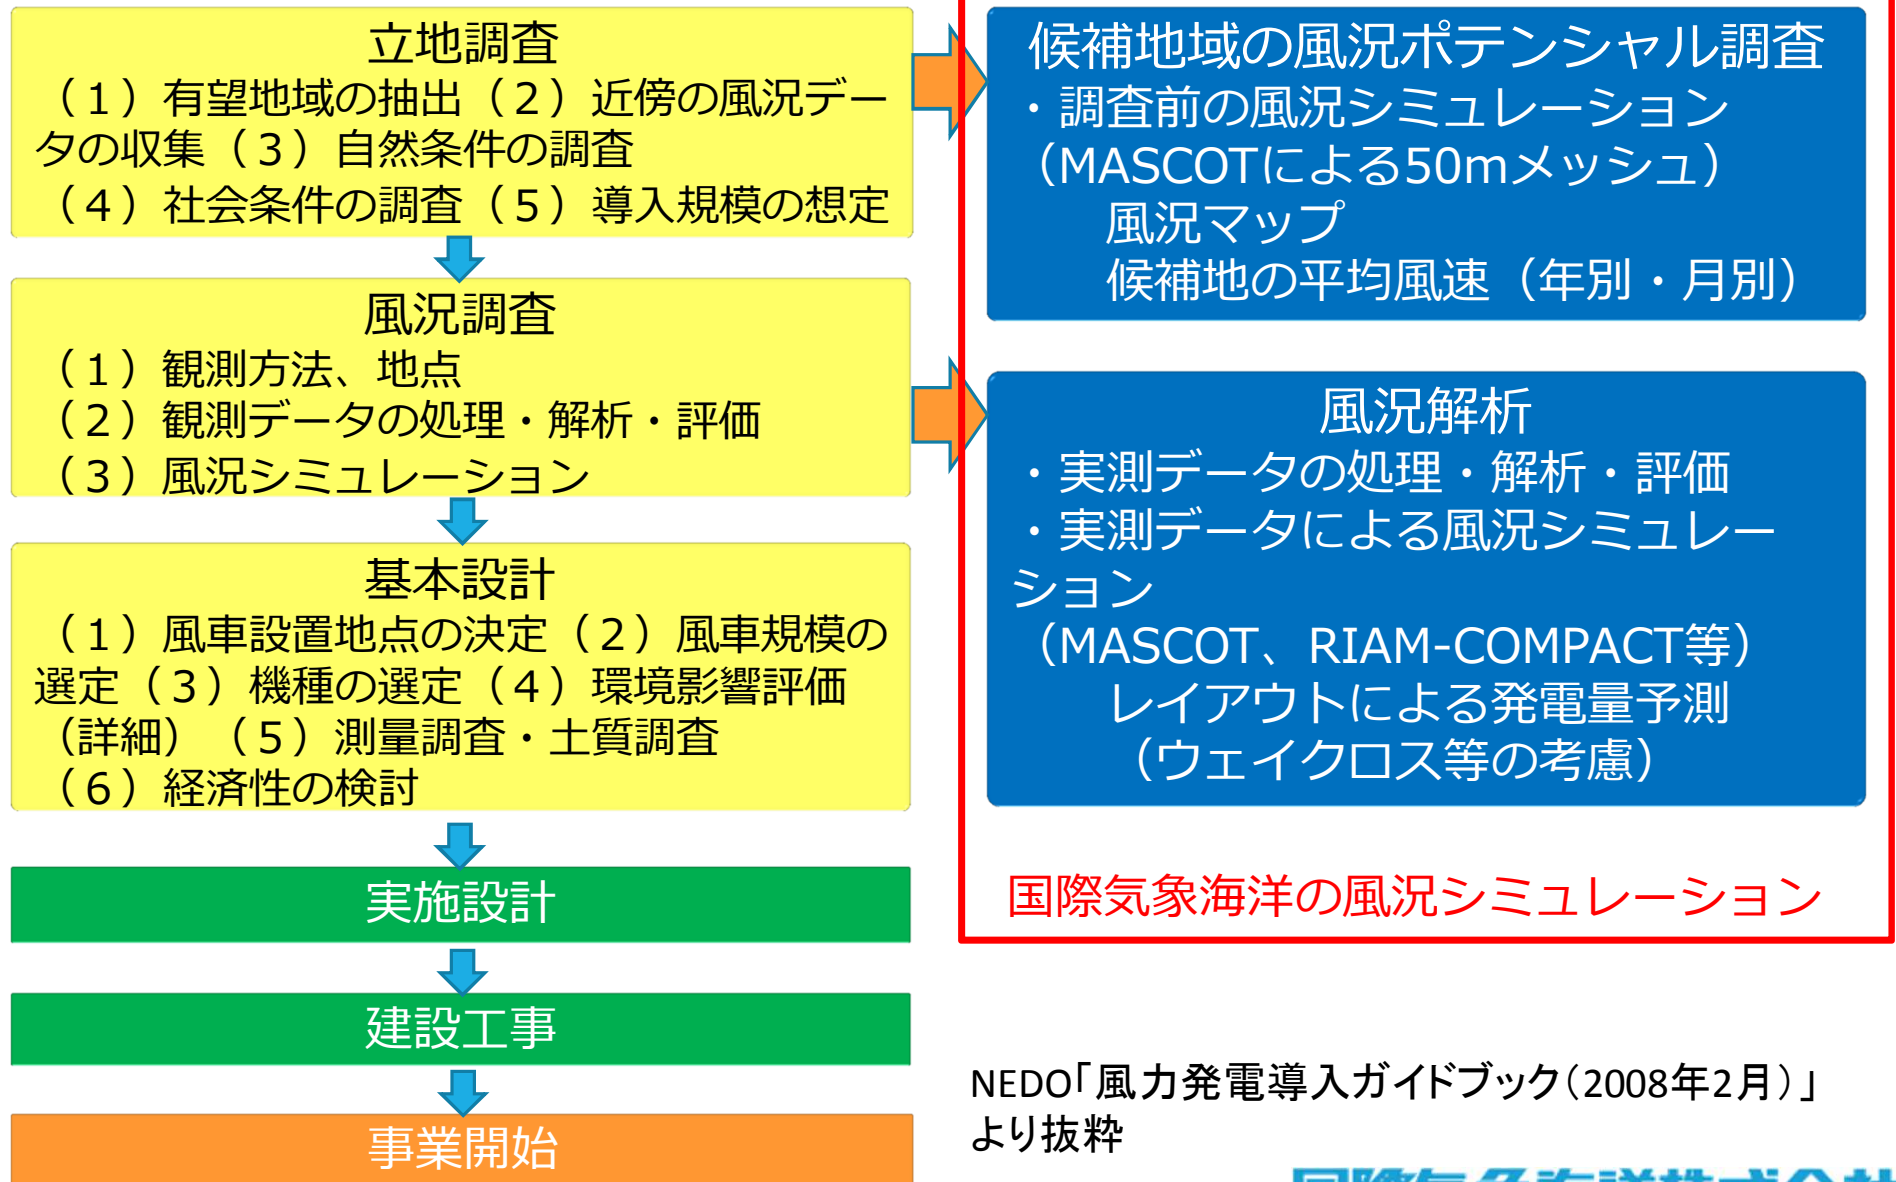 立地調査
（１）有望地域の抽出（２）近傍の風況デー
タの収集（３）自然条件の調査
（４）社会条件の調査（５）導入規模の想定
風況調査
（１）観測方法、地点
（２）観測データの処理・解析・評価
（３）風況シミュレーション
基本設計
（１）風車設置地点の決定（２）風車規模の
選定（３）機種の選定（４）環境影響評価
（詳細）（５）測量調査・土質調査
（６）経済性の検討
実施設計
建設工事
事業開始
候補地域の風況ポテンシャル調査
・調査前の風況シミュレーション
（MASCOTによる50mメッシュ）
風況マップ
候補地の平均風速（年別・月別）
風況解析
・実測データの処理・解析・評価
・実測データによる風況シミュレー
ション
（MASCOT、RIAM-COMPACT等）
レイアウトによる発電量予測
（ウェイクロス等の考慮）
国際気象海洋の風況シミュレーション
NEDO「風力発電導入ガイドブック（2008年2月）」
より抜粋
国際気象海洋株式会社